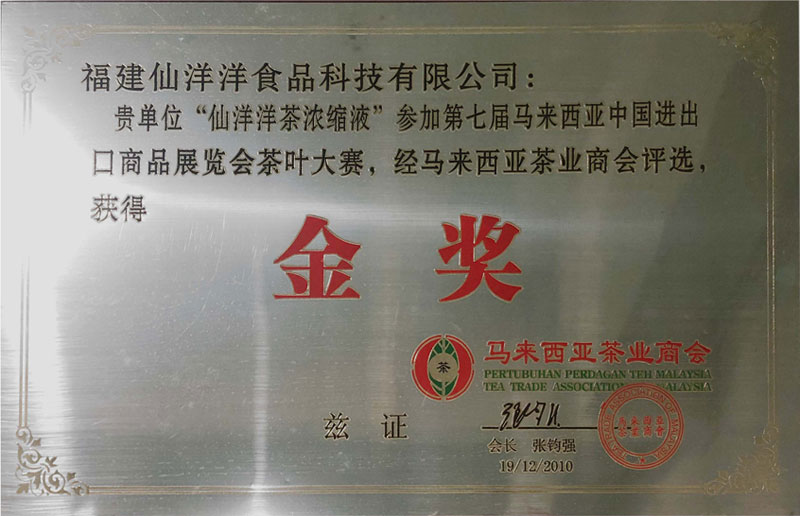 福建仙洋洋食品科技有限公司：
贵单位“仙洋洋茶浓缩液”参加第七届马来西亚中国进出
口商品展览会茶叶大赛，经马来西亚茶业商会评选，
获得
金奖
茶
马来西亚茶业商会
PERTUBUHAN PERDAGAN TEH MALAYSIA
TEA TRADE ASSOCIATION MALAYSIA
兹证
会长 张钧强
19/12/2010